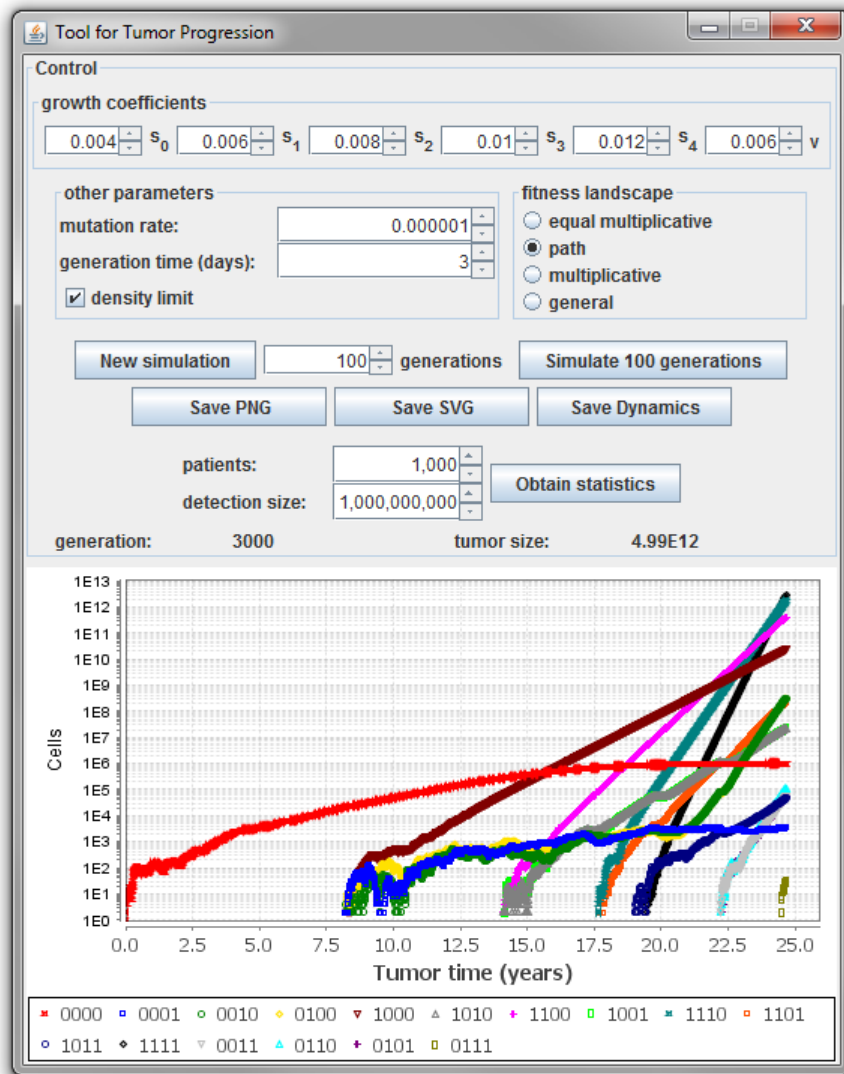 Tool for Tumor Progression
Control
growth coefficients
0.004 s0 0.006 s1 0.008 s2 0.01 s3 0.012 s4 0.006 v
other parameters
mutation rate: 0.000001
generation time (days): 3
density limit
fitness landscape
equal multiplicative
path
multiplicative
general
New simulation 100 generations Simulate 100 generations
Save PNG Save SVG Save Dynamics
patients: 1,000
detection size: 1,000,000,000
Obtain statistics
generation: 3000 tumor size: 4.99E12
1E13
1E12
1E11
1E10
1E9
1E8
1E7
1E6
1E5
1E4
1E3
1E2
1E1
1E0
Cells
0.0 2.5 5.0 7.5 10.0 12.5 15.0 17.5 20.0 22.5 25.0
Tumor time (years)
0000 0001 0010 0100 1000 1010 1100 1001 1110 1101
1011 1111 0011 0110 0101 0111